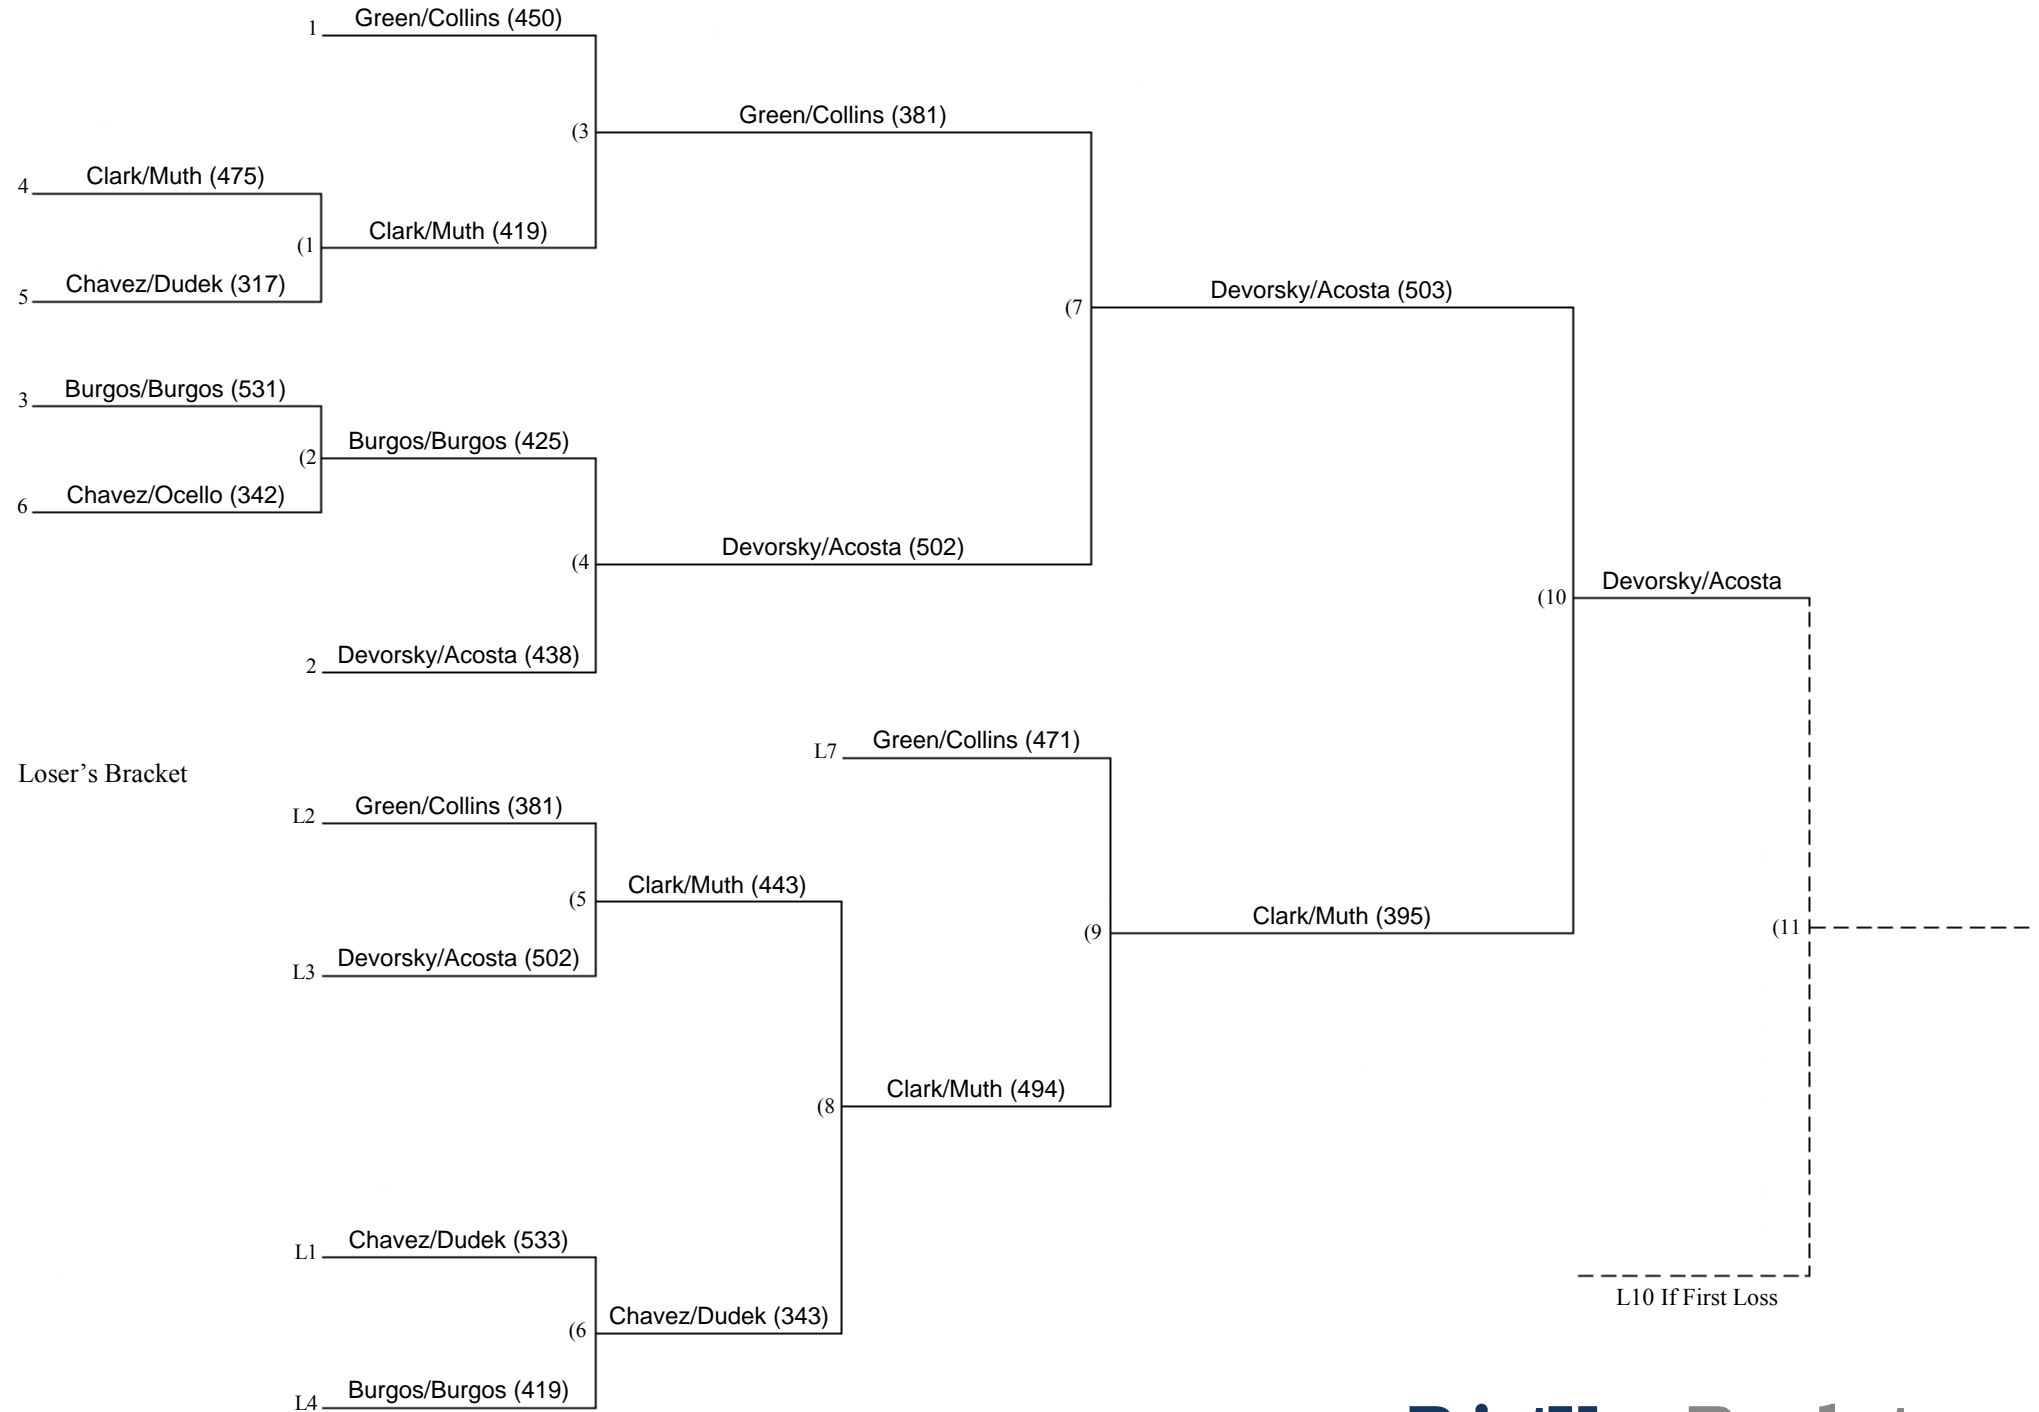 1 Green/Collins (450)
(3 Green/Collins (381)
4 Clark/Muth (475)
(1 Clark/Muth (419)
5 Chavez/Dudek (317)
(7 Devorsky/Acosta (503)
3 Burgos/Burgos (531)
(2 Burgos/Burgos (425)
6 Chavez/Ocello (342)
(4 Devorsky/Acosta (502)
(10 Devorsky/Acosta
2 Devorsky/Acosta (438)
L7 Green/Collins (471)
Loser's Bracket
L2 Green/Collins (381)
(5 Clark/Muth (443)
(9 Clark/Muth (395)
(11
L3 Devorsky/Acosta (502)
(8 Clark/Muth (494)
L1 Chavez/Dudek (533)
L10 If First Loss
(6 Chavez/Dudek (343)
L4 Burgos/Burgos (419)